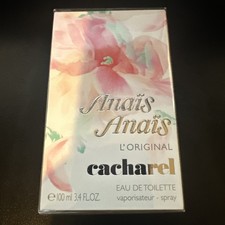 Anaïs
Anaïs
L'ORIGINAL
cacharel
EAU DE TOILETTE
vaporisateur - spray
℮ 100 ml 3.4 FL.OZ.